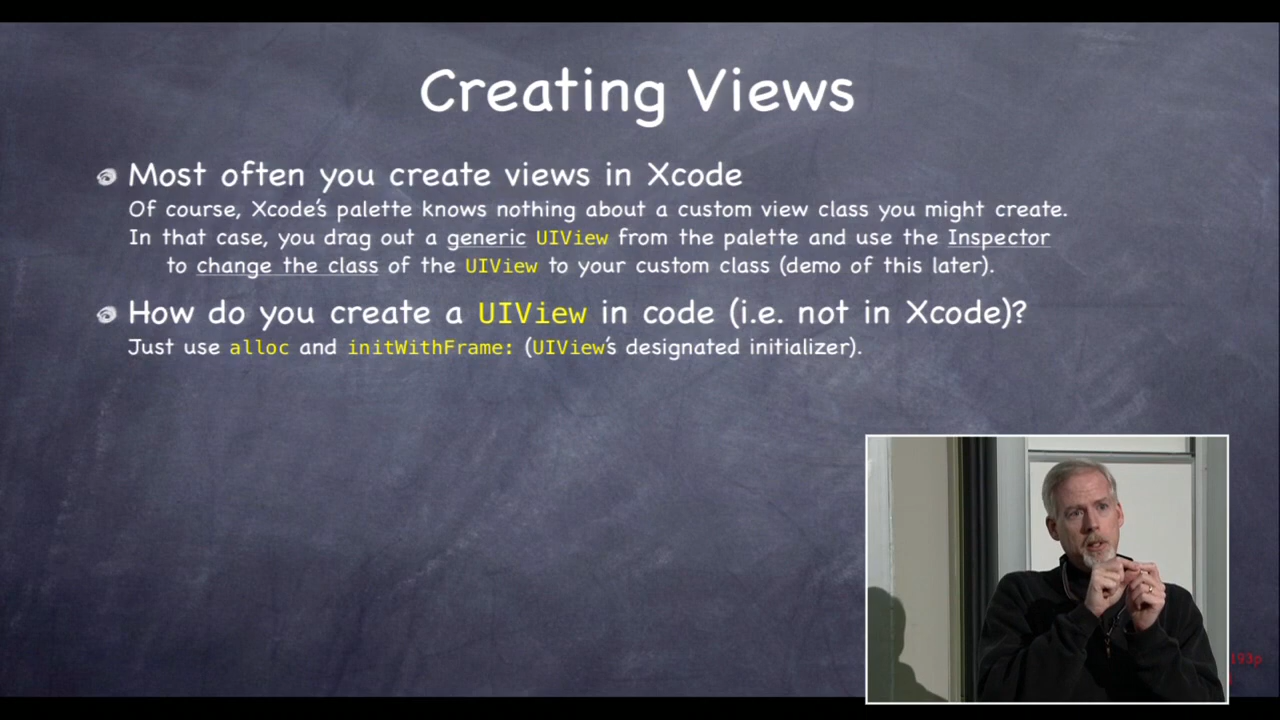 Creating Views
Most often you create views in Xcode
Of course, Xcode's palette knows nothing about a custom view class you might create.
In that case, you drag out a generic UIView from the palette and use the Inspector
to change the class of the UIView to your custom class (demo of this later).
How do you create a UIView in code (i.e. not in Xcode)?
Just use alloc and initWithFrame: (UIView's designated initializer).
193p